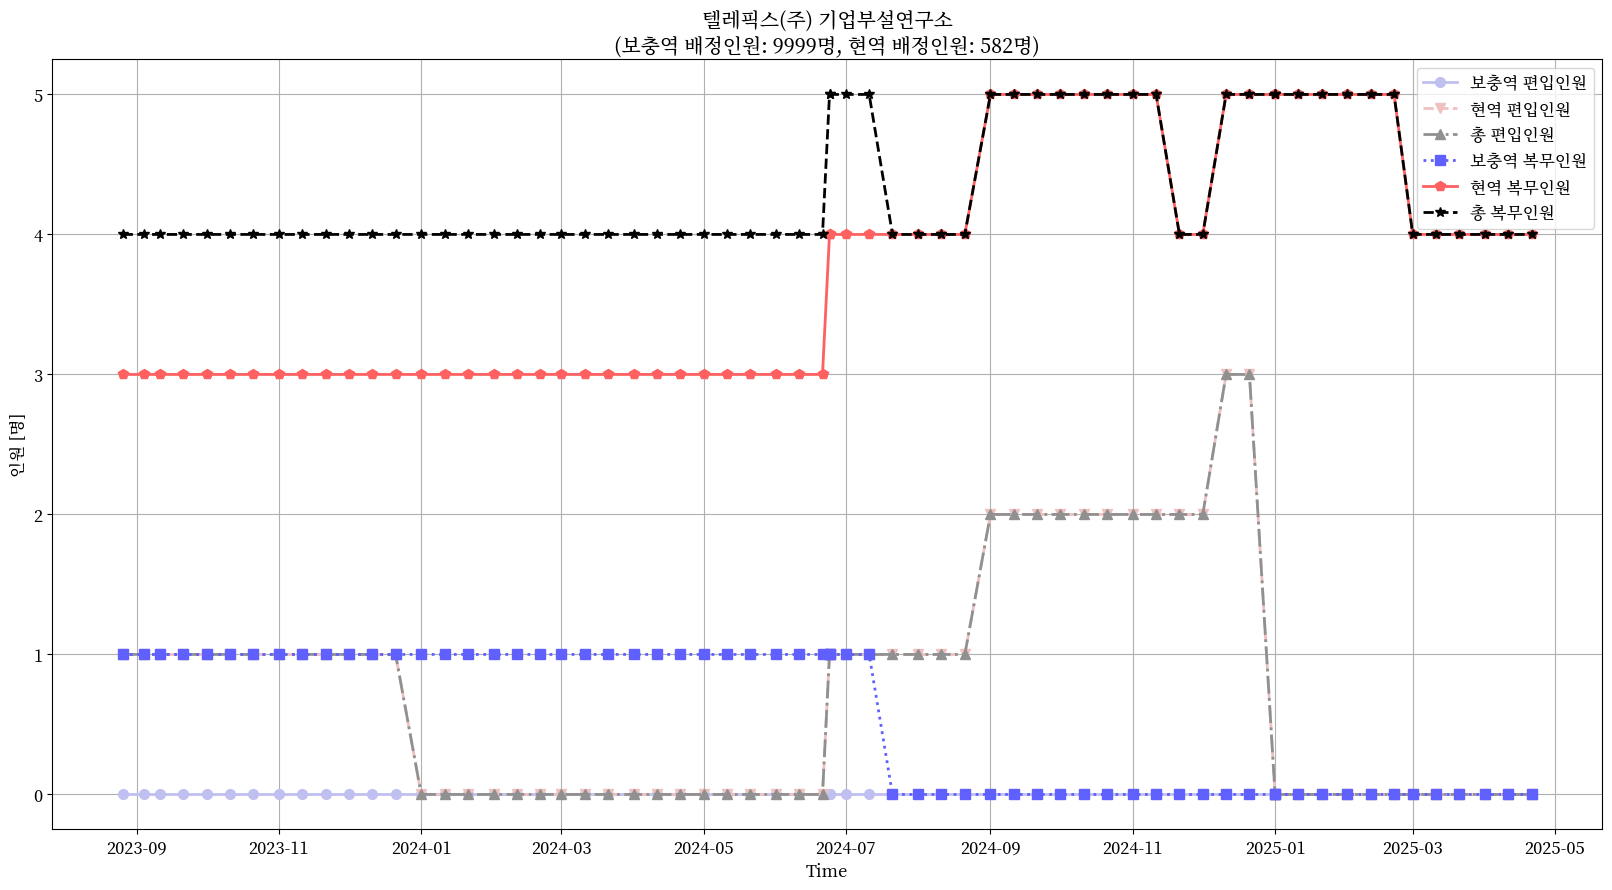 텔레픽스(주) 기업부설연구소
(보충역 배정인원: 9999명, 현역 배정인원: 582명)
보충역 편입인원
현역 편입인원
총 편입인원
보충역 복무인원
현역 복무인원
총 복무인원
인원 [명]
5
4
3
2
1
0
2023-09 2023-11 2024-01 2024-03 2024-05 2024-07 2024-09 2024-11 2025-01 2025-03 2025-05
Time